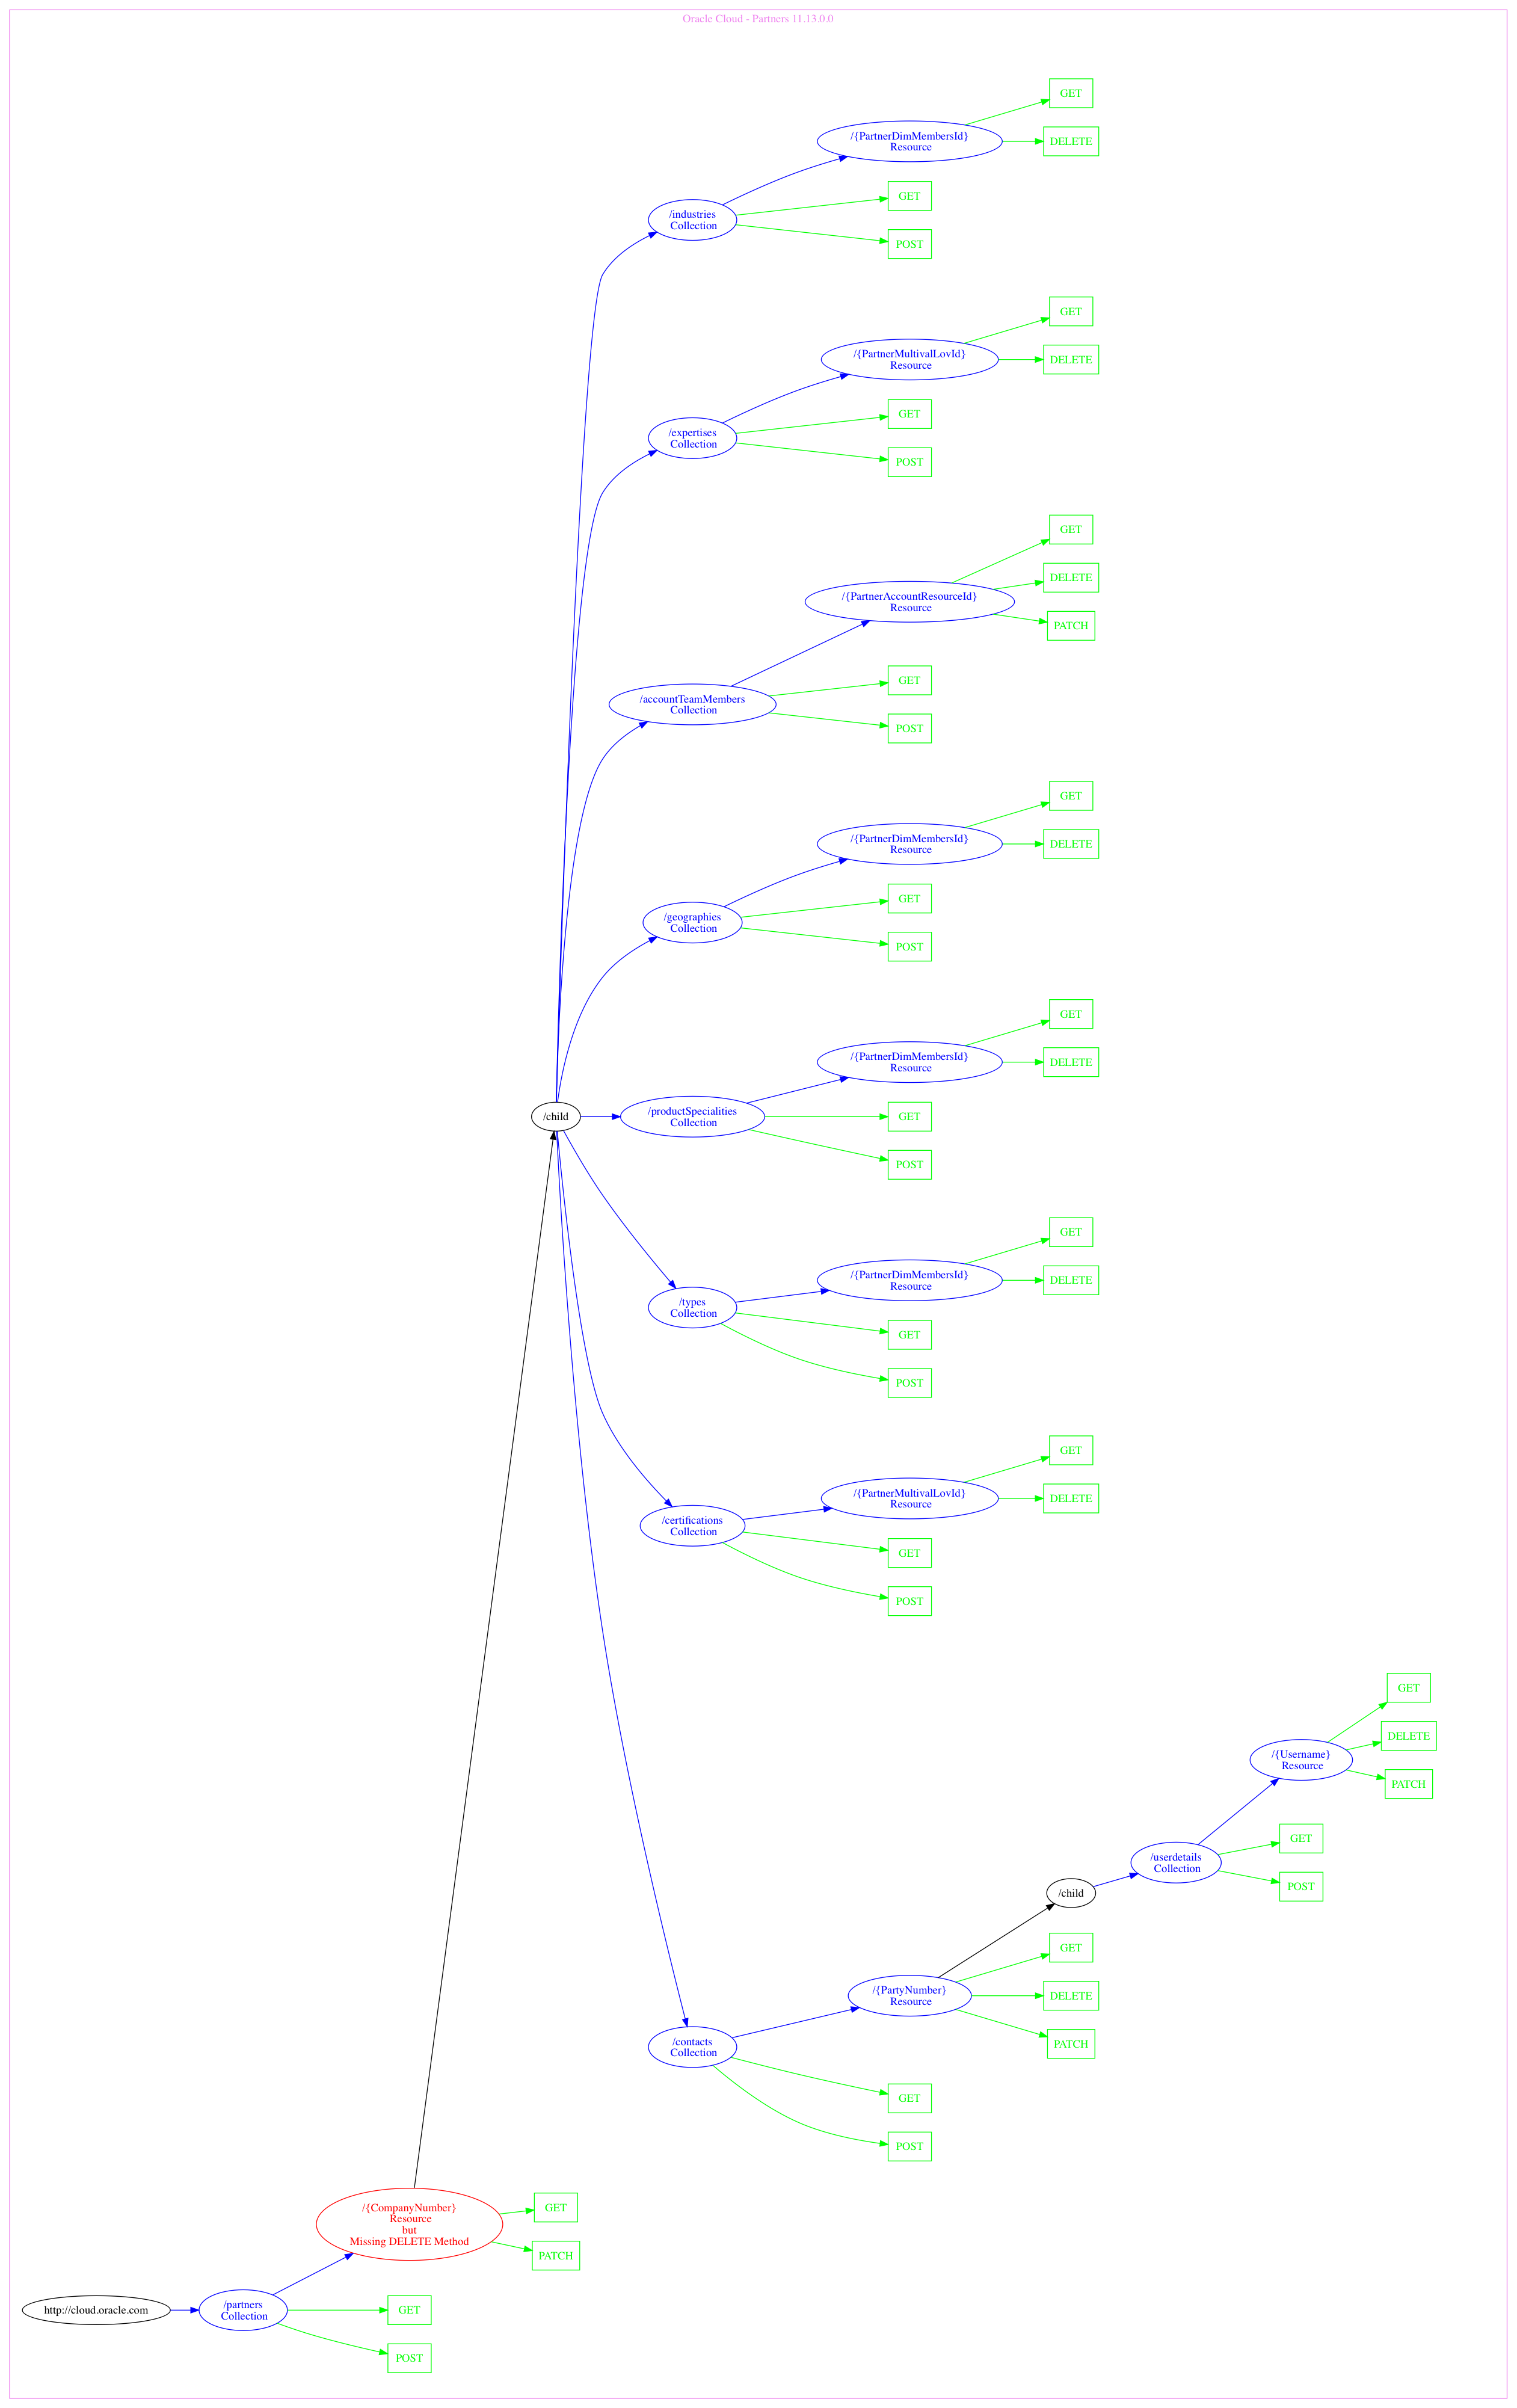 Oracle Cloud - Partners 11.13.0.0
GET
/{PartnerDimMembersId}
Resource
DELETE
/industries
Collection
GET
POST
GET
/{PartnerMultivalLovId}
Resource
DELETE
/expertises
Collection
GET
POST
GET
DELETE
/{PartnerAccountResourceId}
Resource
PATCH
/accountTeamMembers
Collection
GET
POST
GET
/{PartnerDimMembersId}
Resource
DELETE
/geographies
Collection
GET
POST
GET
/{PartnerDimMembersId}
Resource
DELETE
/child
/productSpecialities
Collection
GET
POST
GET
/{PartnerDimMembersId}
Resource
DELETE
/types
Collection
GET
POST
GET
/{PartnerMultivalLovId}
Resource
DELETE
/certifications
Collection
GET
POST
GET
DELETE
/{Username}
Resource
PATCH
GET
/userdetails
Collection
POST
/child
GET
/{PartyNumber}
Resource
DELETE
PATCH
/contacts
Collection
GET
POST
/{CompanyNumber}
Resource
but
Missing DELETE Method
GET
PATCH
http://cloud.oracle.com
/partners
Collection
GET
POST